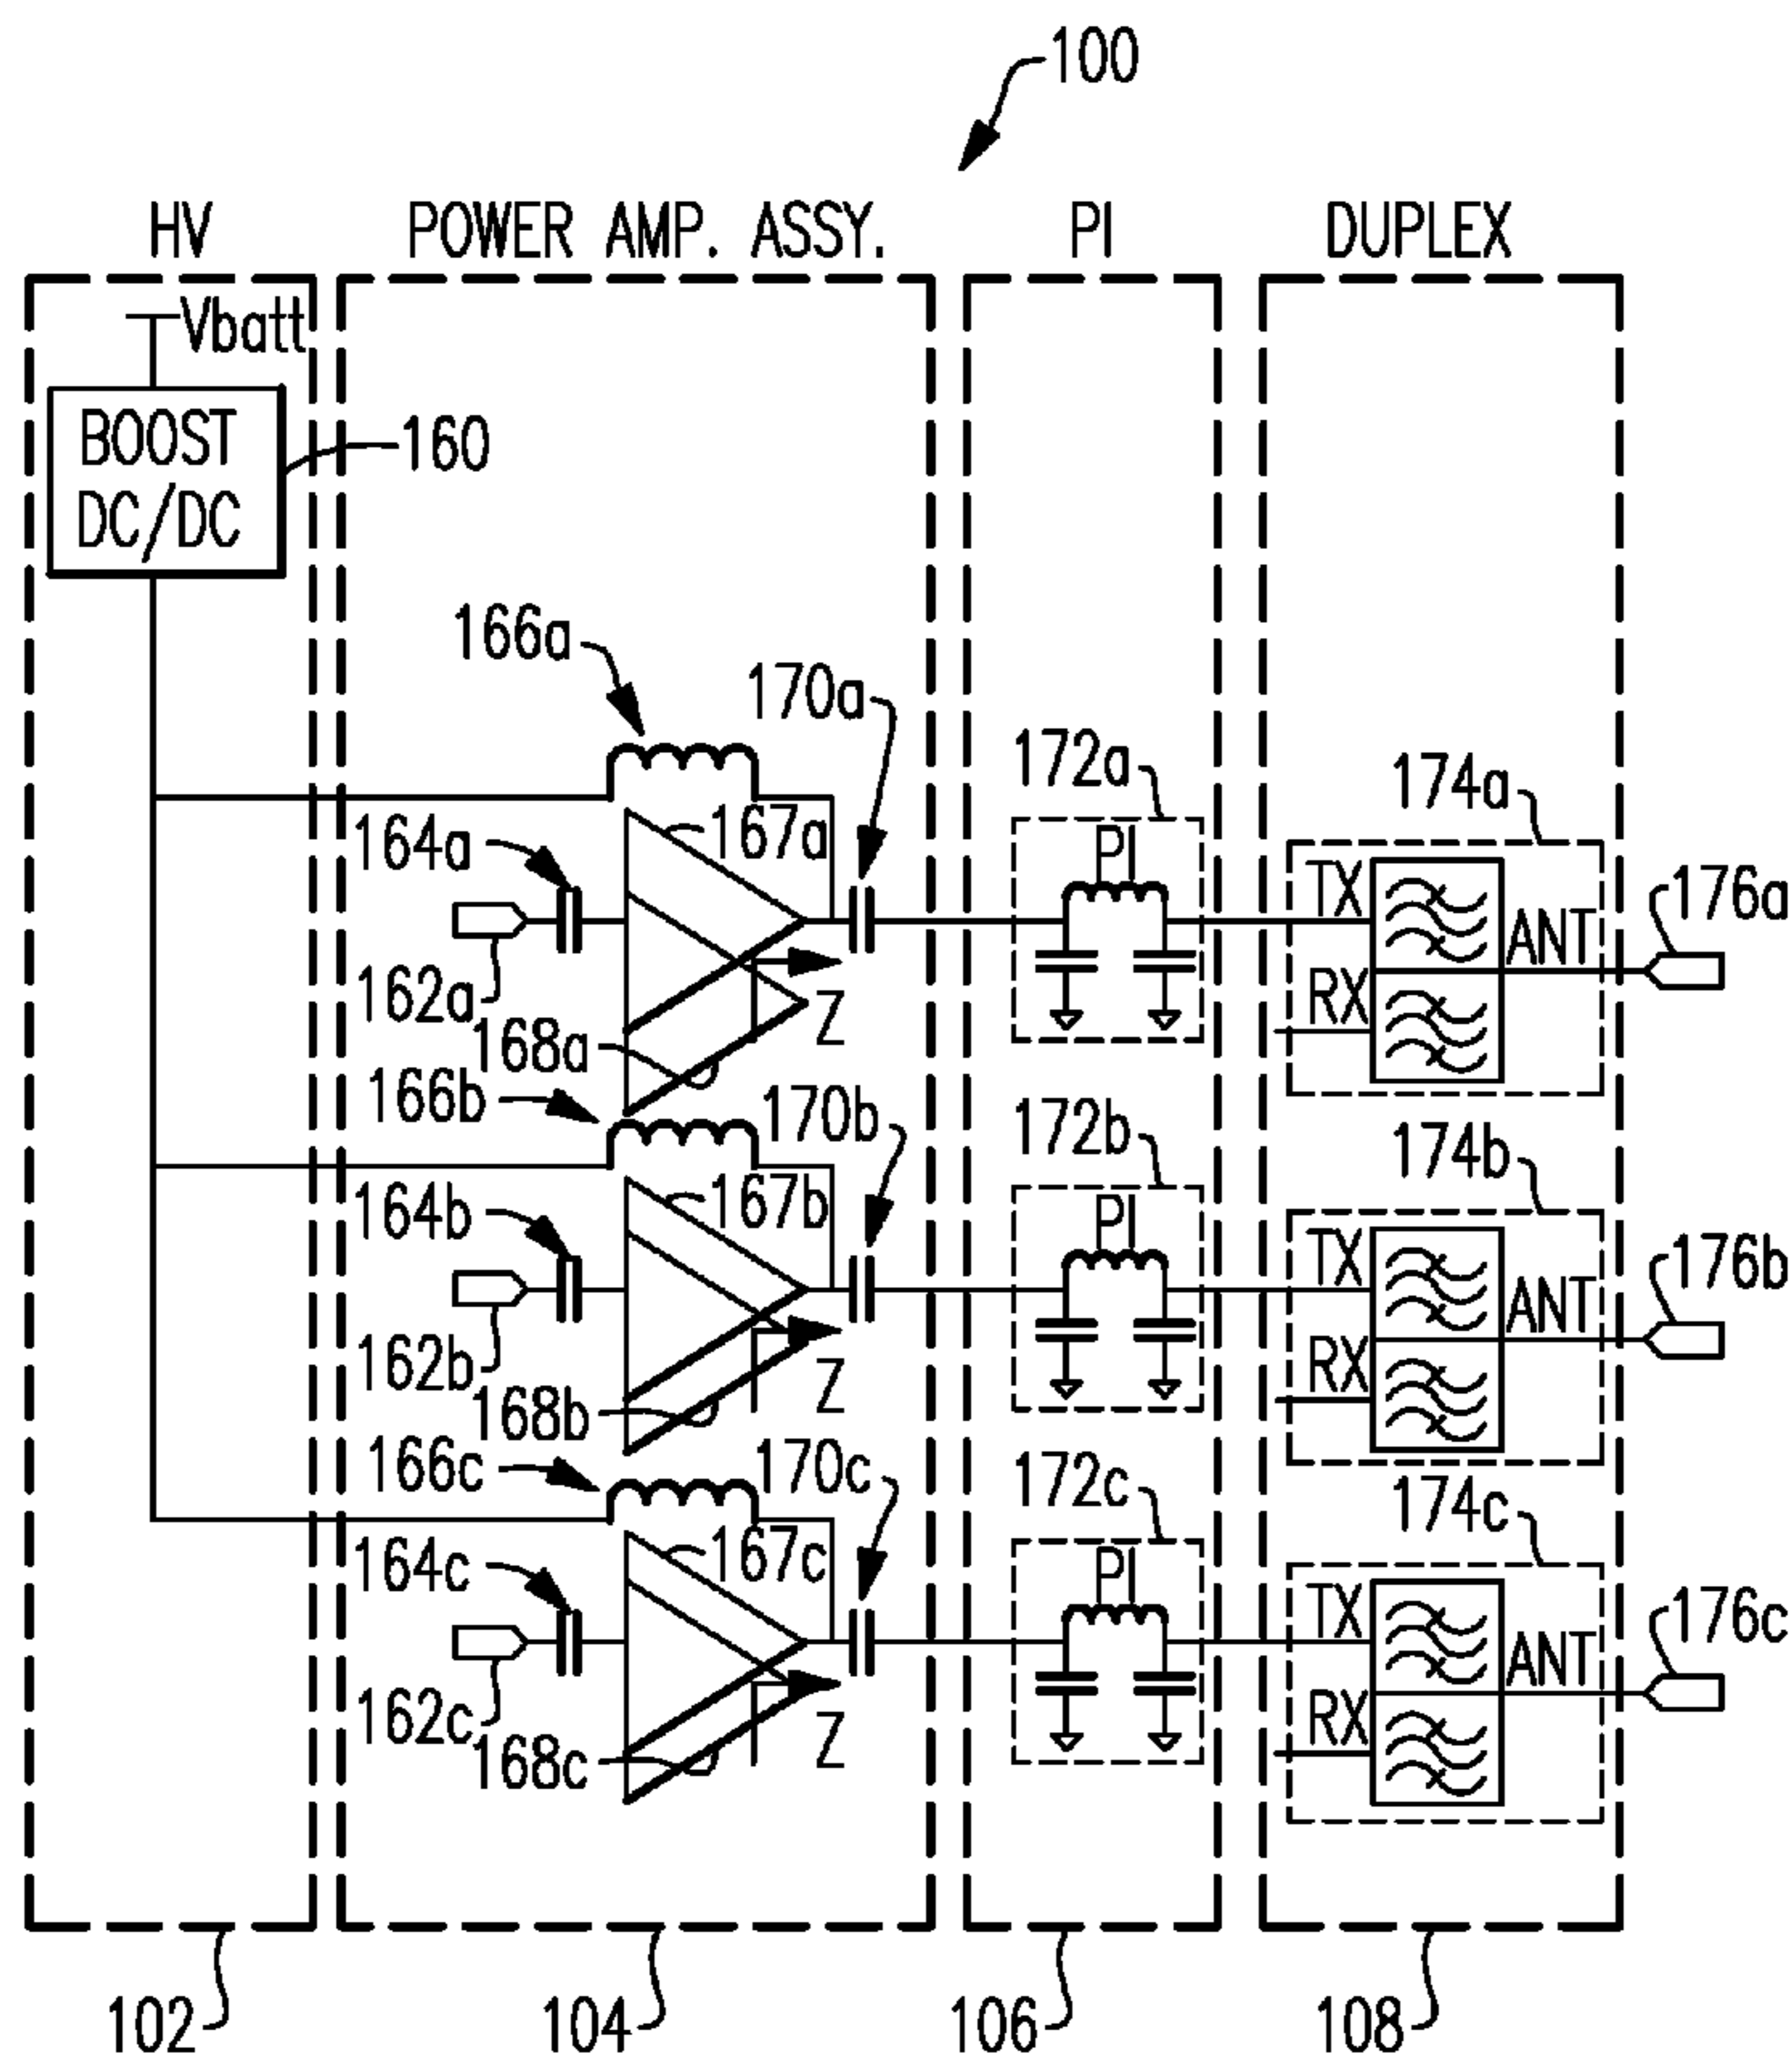 100
HV
POWER AMP. ASSY.
PI
DUPLEX
Vbatt
BOOST
DC/DC
160
166a
170a
172a
174a
164a
167a
PI
TX
ANT
176a
162a
RX
168a
Z
166b
170b
172b
174b
164b
167b
PI
TX
ANT
176b
162b
RX
168b
Z
166c
170c
172c
174c
164c
167c
PI
TX
ANT
176c
162c
RX
168c
Z
102
104
106
108